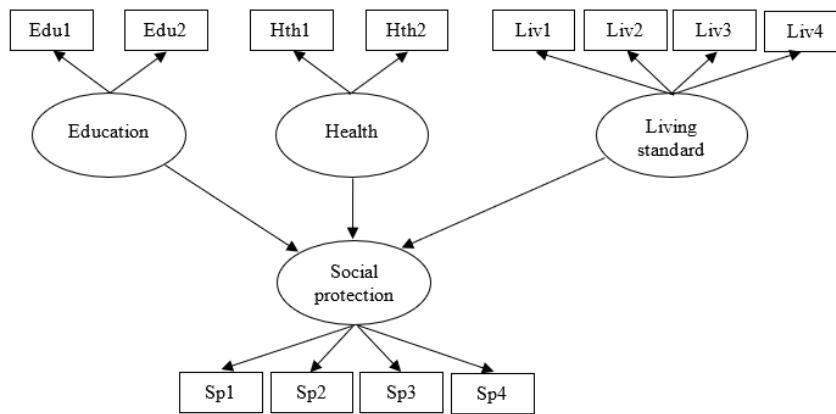 Edu1
Edu2
Hth1
Hth2
Liv1
Liv2
Liv3
Liv4
Education
Health
Living
standard
Social
protection
Sp1
Sp2
Sp3
Sp4